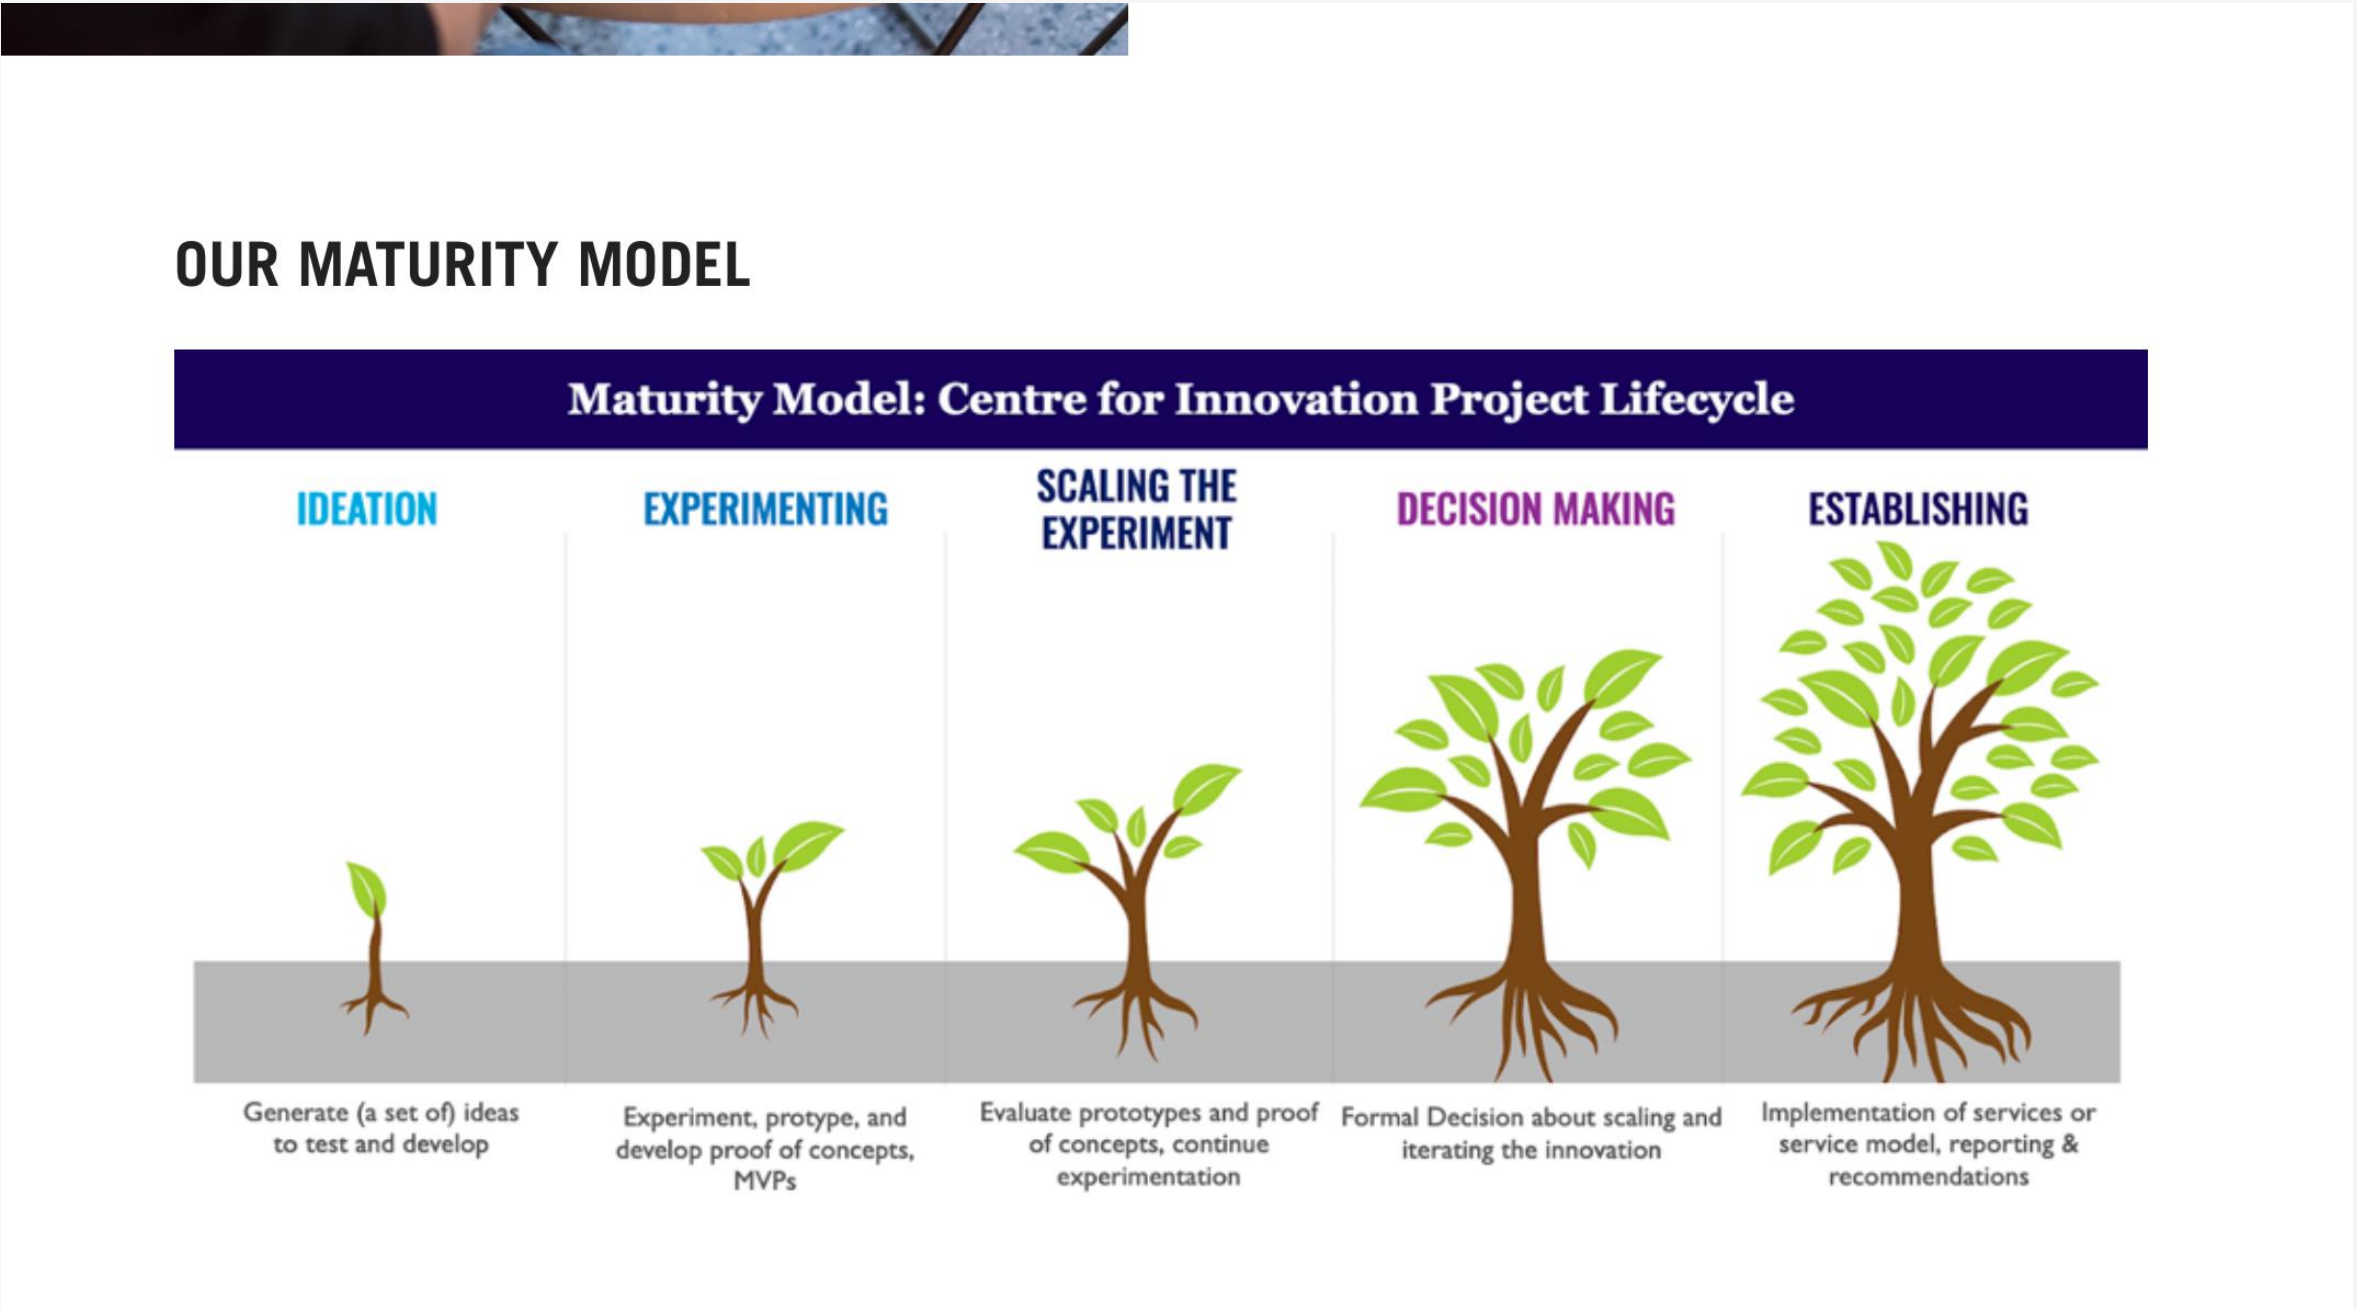 OUR MATURITY MODEL
Maturity Model: Centre for Innovation Project Lifecycle
IDEATION
EXPERIMENTING
SCALING THE
EXPERIMENT
DECISION MAKING
ESTABLISHING
Generate (a set of) ideas
to test and develop
Experiment, protype, and
develop proof of concepts,
MVPs
Evaluate prototypes and proof
of concepts, continue
experimentation
Formal Decision about scaling and
iterating the innovation
Implementation of services or
service model, reporting &
recommendations